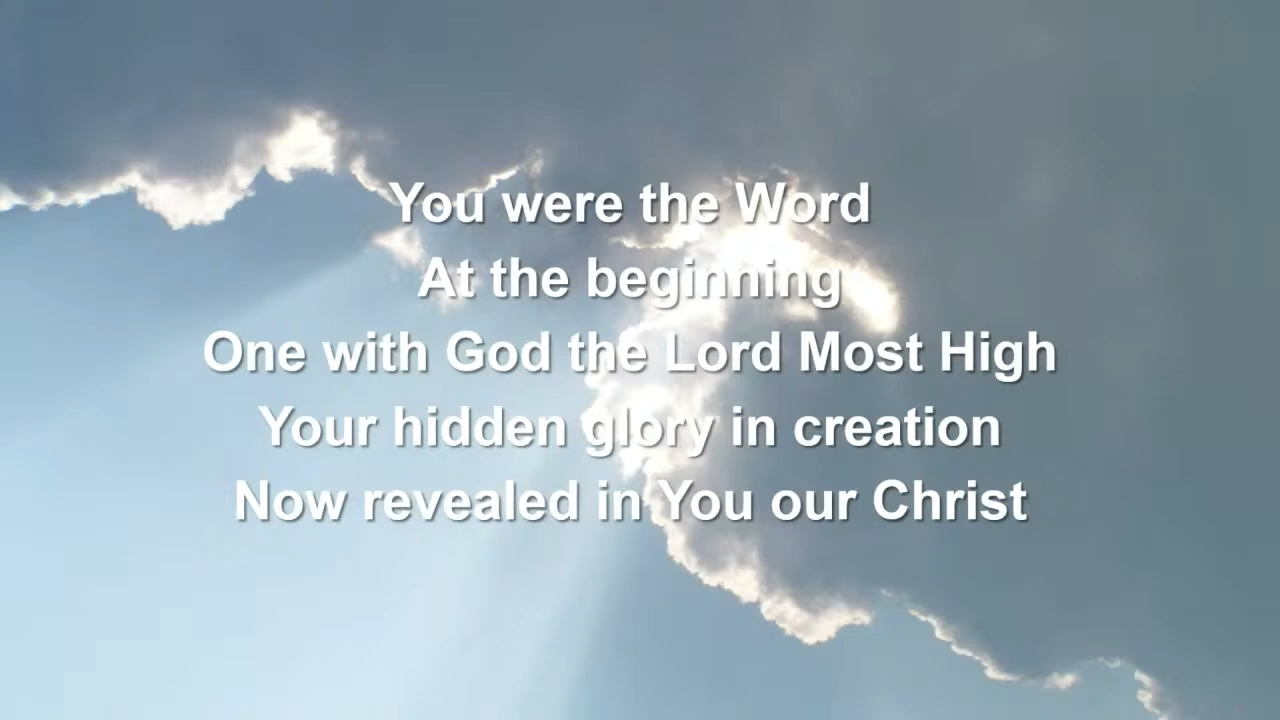 You were the Word
At the beginning
One with God the Lord Most High
Your hidden glory in creation
Now revealed in You our Christ